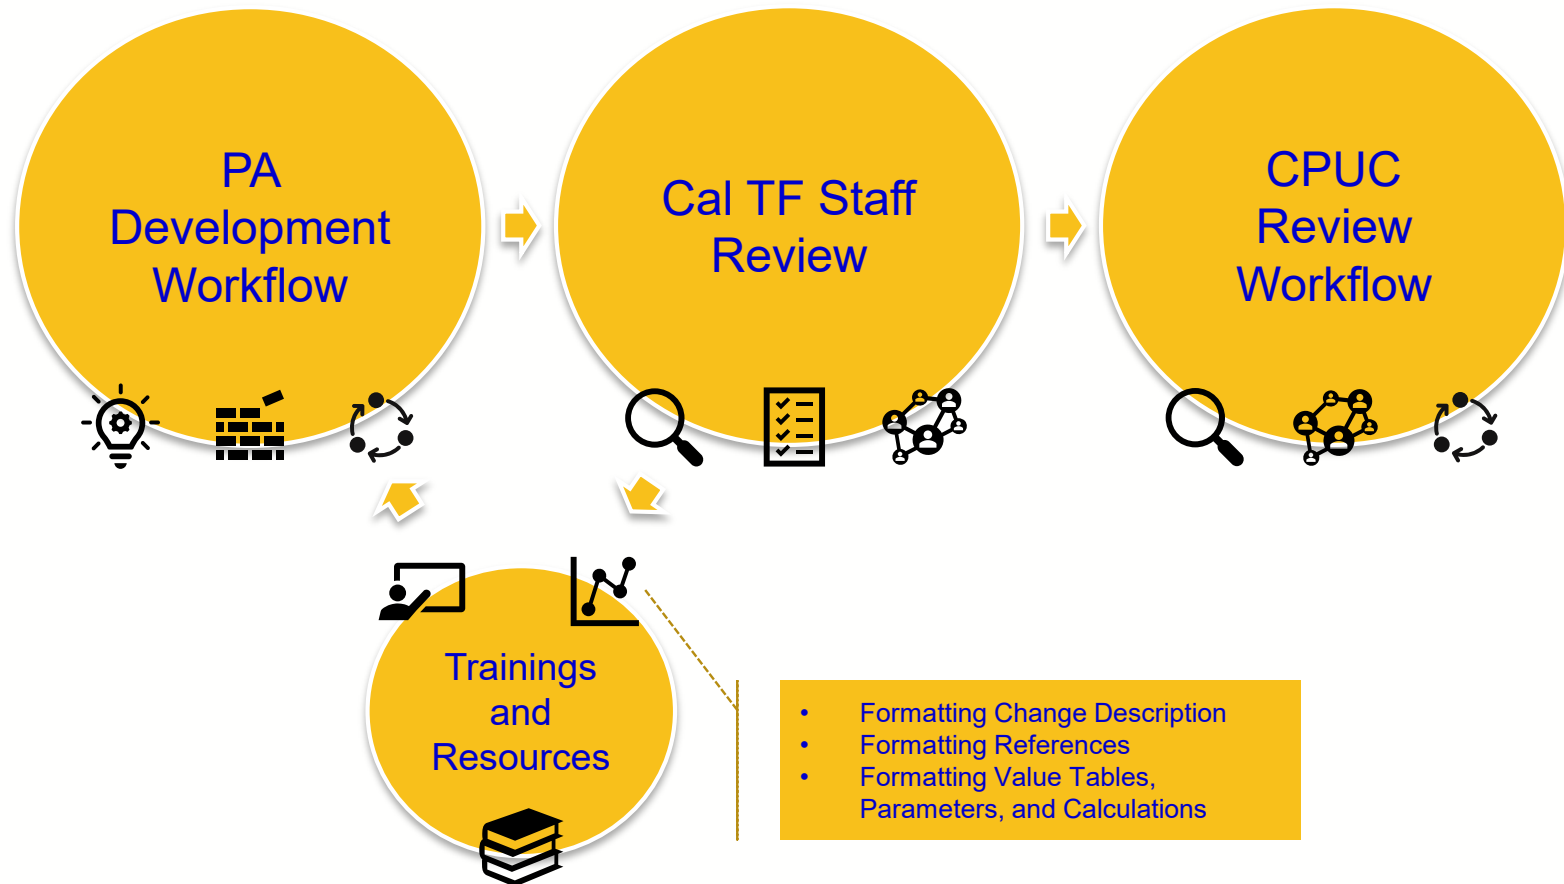 PA
Development
Workflow
Cal TF Staff
Review
CPUC
Review
Workflow
Trainings
and
Resources
• Formatting Change Description
• Formatting References
• Formatting Value Tables,
Parameters, and Calculations